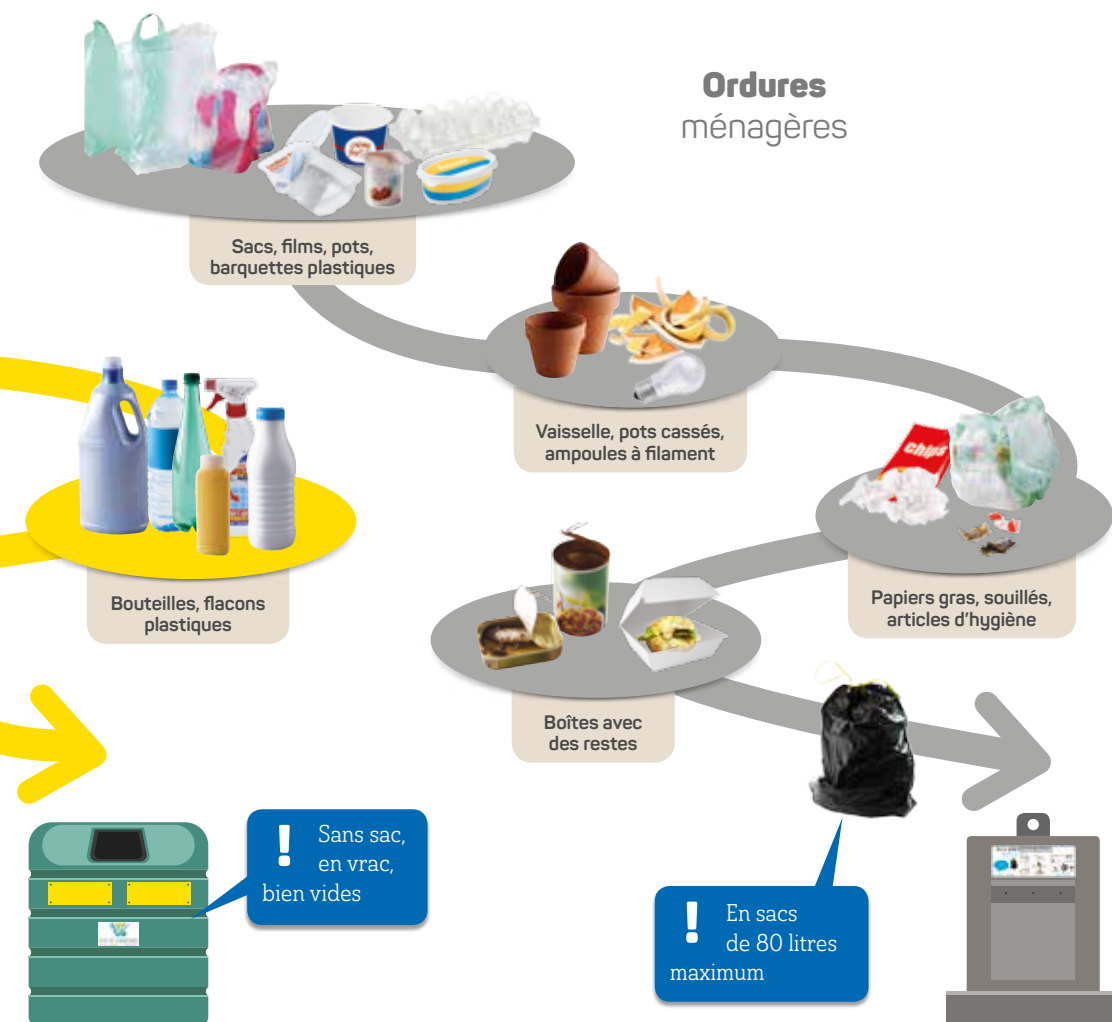 Ordures
ménagères
Sacs, films, pots,
barquettes plastiques
Vaisselle, pots cassés,
ampoules à filament
Chips
Papiers gras, souillés,
articles d'hygiène
Bouteilles, flacons
plastiques
Boîtes avec
des restes
! Sans sac,
en vrac,
bien vides
! En sacs
de 80 litres
maximum